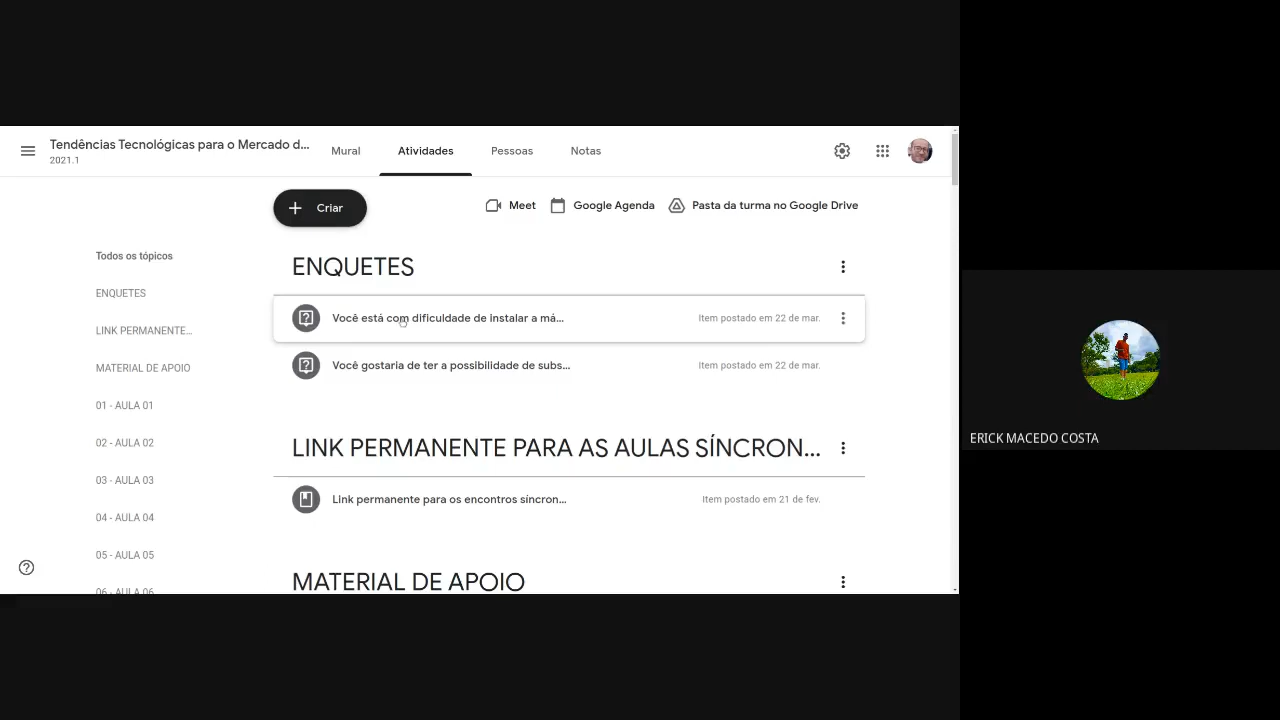 Tendências Tecnológicas para o Mercado d...
2021.1
Mural
Atividades
Pessoas
Notas
Criar
Meet
Google Agenda
Pasta da turma no Google Drive
Todos os tópicos
ENQUETES
LINK PERMANENTE...
MATERIAL DE APOIO
01 - AULA 01
02 - AULA 02
03 - AULA 03
04 - AULA 04
05 - AULA 05
06 - AULA 06
ENQUETES
Você está com dificuldade de instalar a má...
Item postado em 22 de mar.
Você gostaria de ter a possibilidade de subs...
Item postado em 22 de mar.
LINK PERMANENTE PARA AS AULAS SÍNCRON...
Link permanente para os encontros síncron...
Item postado em 21 de fev.
MATERIAL DE APOIO
ERICK MACEDO COSTA